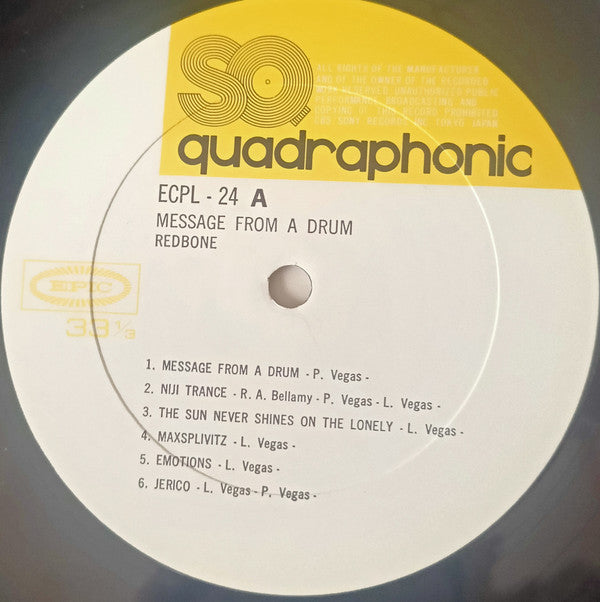 SQ
ALL RIGHTS OF THE MANUFACTURER
AND OF THE OWNER OF THE RECORDED
WORK RESERVED. UNAUTHORIZED PUBLIC
PERFORMANCE, BROADCASTING AND
COPYING OF THIS RECORD PROHIBITED
CBS/SONY RECORDS INC. TOKYO JAPAN
quadraphonic
ECPL - 24 A
MESSAGE FROM A DRUM
REDBONE
EPIC
33 1/3
1. MESSAGE FROM A DRUM - P. Vegas -
2. NIJI TRANCE - R. A. Bellamy - P. Vegas - L. Vegas -
3. THE SUN NEVER SHINES ON THE LONELY - L. Vegas -
4. MAXSPLIVITZ - L. Vegas -
5. EMOTIONS - L. Vegas -
6. JERICO - L. Vegas - P. Vegas -